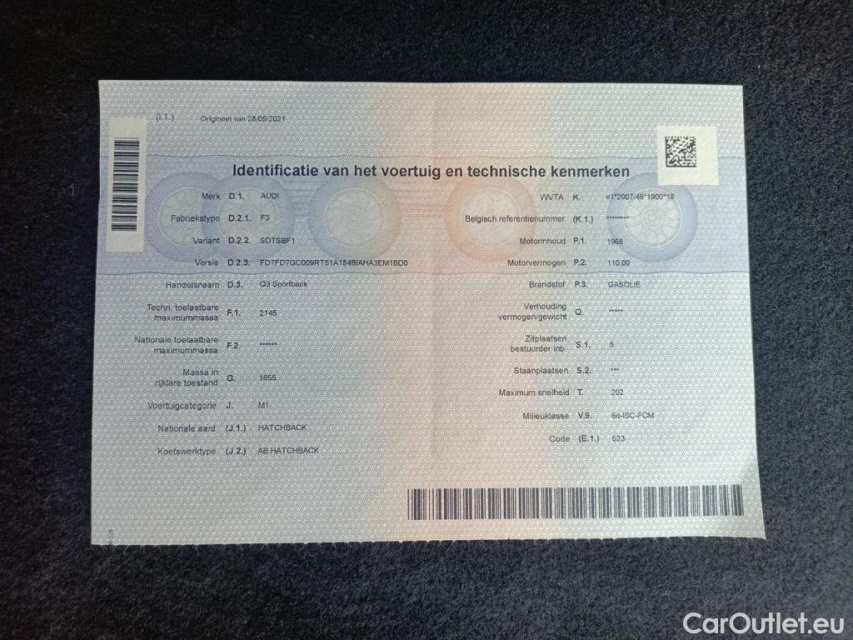 (I.1.) Origineel van 28/05/2021
Identificatie van het voertuig en technische kenmerken
Merk D.1. AUDI
Fabriekstype D.2.1. F3
Variant D.2.2. SDTSBF1
Versie D.2.3. FD7FD7GC009RT51A184BIAHA3EM1BD0
Handelsnaam D.3. Q3 Sportback
Techn. toelaatbare
maximummassa F.1. 2145
Nationale toelaatbare
maximummassa F.2. ******
Massa in
rijklare toestand G. 1655
Voertuigcategorie J. M1
Nationale aard (J.1.) HATCHBACK
Koetswerktype (J.2.) AB HATCHBACK
WVTA K. e1*2007/46*1900*18
Belgisch referentienummer (K.1.) ********
Motorinhoud P.1. 1968
Motorvermogen P.2. 110.00
Brandstof P.3. GASOLIE
Verhouding
vermogen/gewicht Q. *****
Zitplaatsen
bestuurder inb. S.1. 5
Staanplaatsen S.2. ***
Maximum snelheid T. 202
Milieuklasse V.9. 6d-ISC-FCM
Code (E.1.) 523
CarOutlet.eu